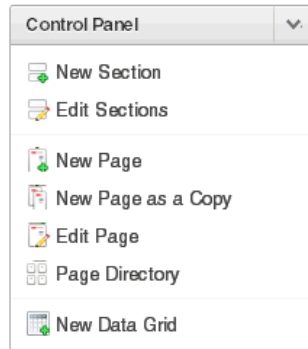 Control Panel
New Section
Edit Sections
New Page
New Page as a Copy
Edit Page
Page Directory
New Data Grid